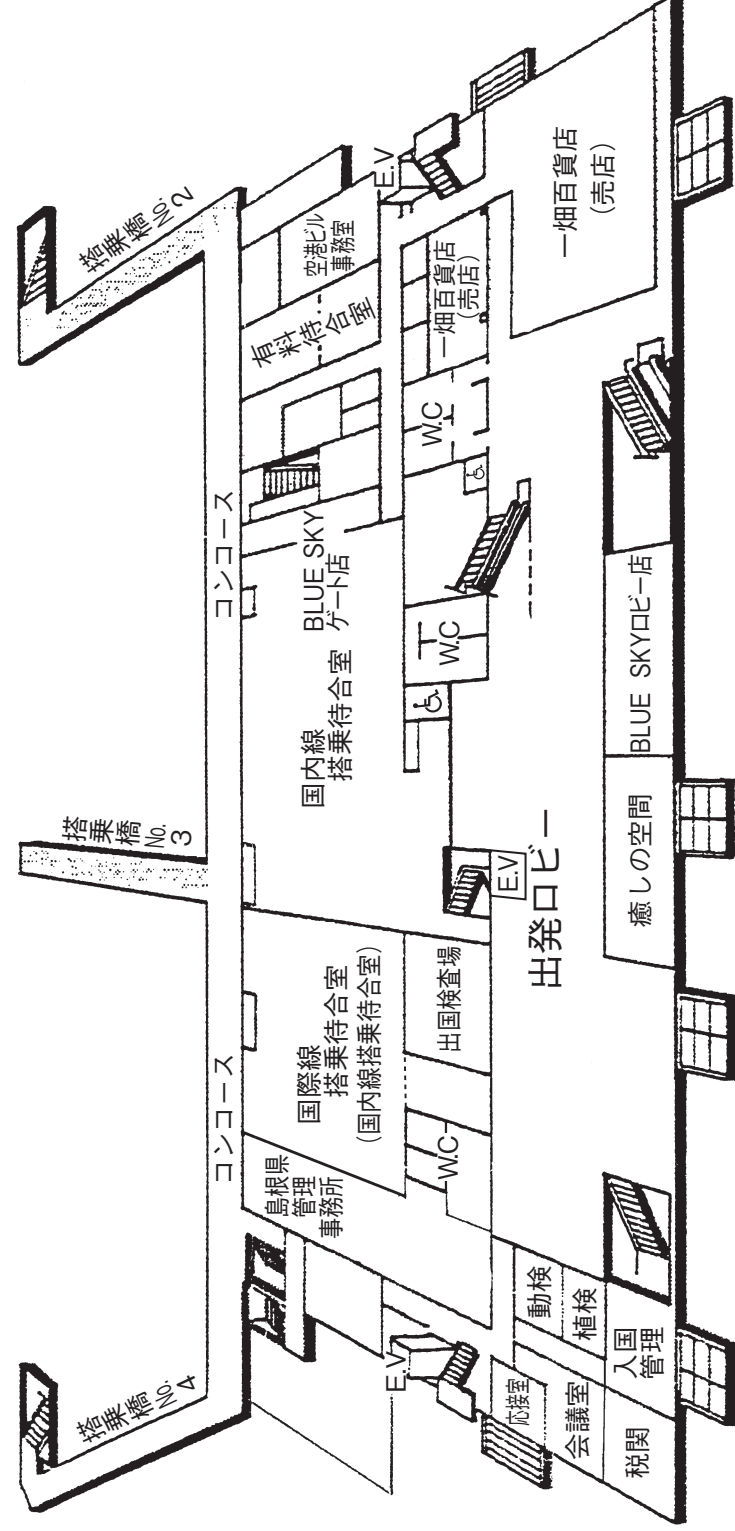 搭乗橋 No. 4
搭乗橋 No. 3
搭乗橋 No. 2
コンコース
コンコース
島根県
管理
事務所
国際線
搭乗待合室
(国内線搭乗待合室)
国内線
搭乗待合室
BLUE SKY
ゲート店
有料待合室
空港ビル
事務室
E.V
W.C
出国検査場
E.V
W.C
W.C
一畑百貨店
(売店)
E.V
応接室
会議室
税関
動検
植検
入国
管理
出発ロビー
癒しの空間
BLUE SKYロビー店
一畑百貨店
(売店)